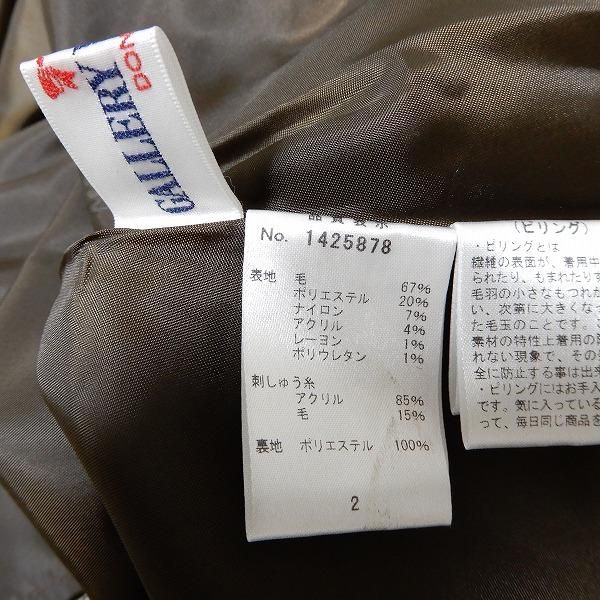 GALLERY
DON
品質表示
No. 1425878
表地 毛 67%
ポリエステル 20%
ナイロン 7%
アクリル 4%
レーヨン 1%
ポリウレタン 1%
刺しゅう糸
アクリル 85%
毛 15%
裏地 ポリエステル 100%
2
(ピリング)
・ピリングとは
繊維の表面が、着用中
られたり、もまれたりす
毛羽の小さなもつれが
い、次第に大きくなっ
た毛玉のことです。
素材の特性上着用の
れない現象で、その
全に防止する事は出来
・ピリングにはお手入
です。気に入っている
って、毎日同じ商品を